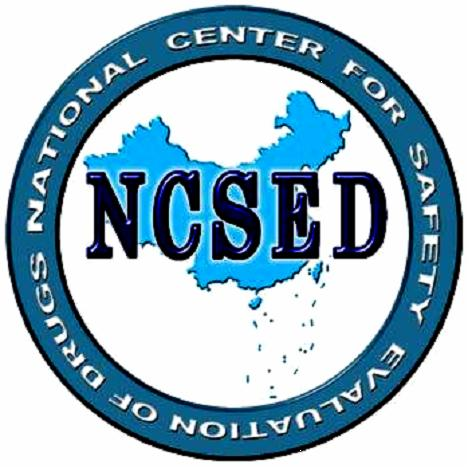 NATIONAL CENTER FOR SAFETY EVALUATION OF DRUGS
NCSED